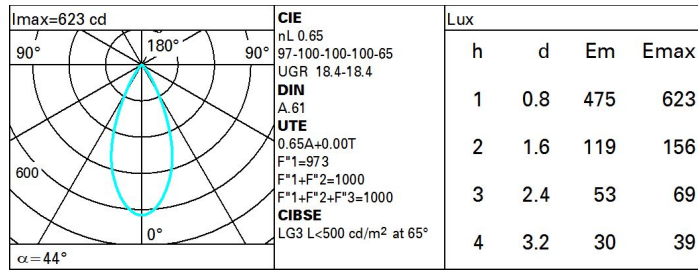 Imax=623 cd
90°
180°
90°
600
0°
α=44°
CIE
nL 0.65
97-100-100-100-65
UGR 18.4-18.4
DIN
A.61
UTE
0.65A+0.00T
F"1=973
F"1+F"2=1000
F"1+F"2+F"3=1000
CIBSE
LG3 L<500 cd/m² at 65°
Lux
h d Em Emax
1 0.8 475 623
2 1.6 119 156
3 2.4 53 69
4 3.2 30 39